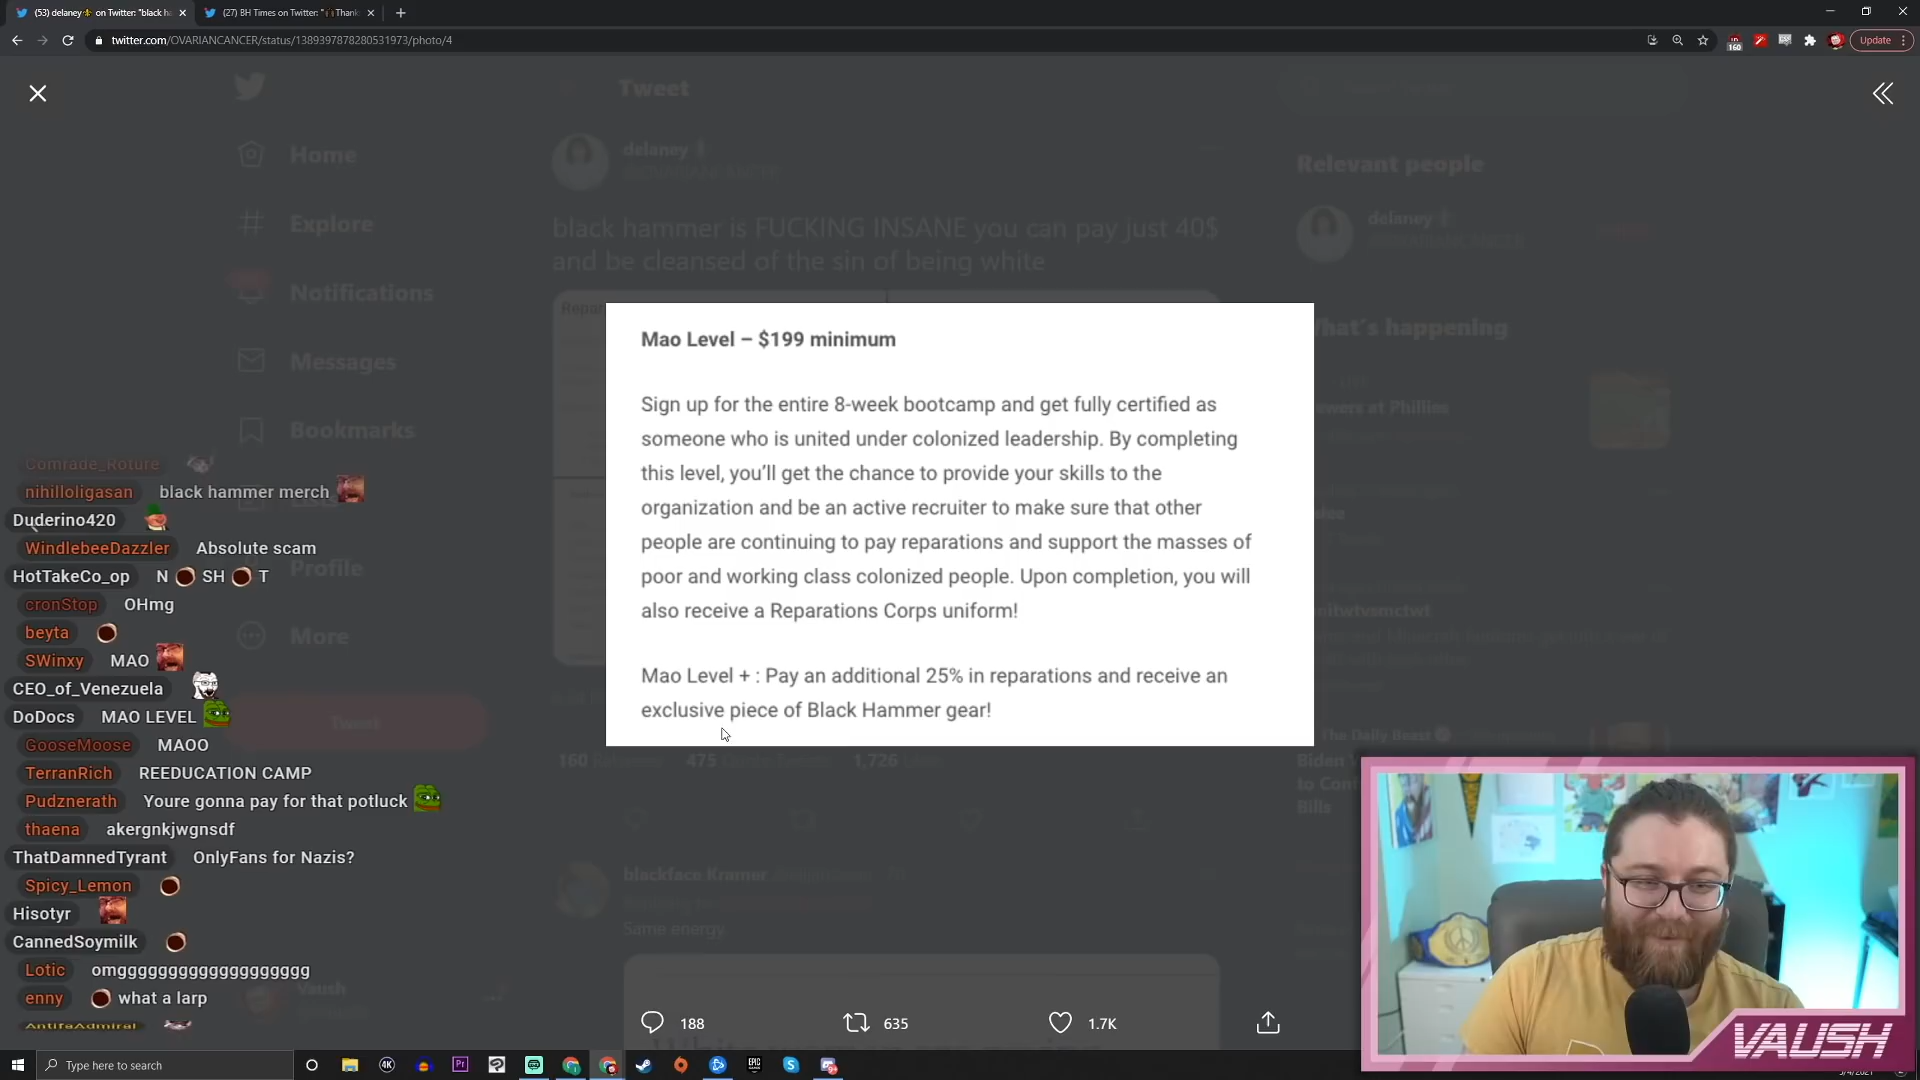 (53) delaney on Twitter: "black h
(27) BH Times on Twitter: "Thank
twitter.com/OVARIANCANCER/status/1389397878280531973/photo/4
160
Update
Tweet
Home
Explore
Notifications
Messages
Bookmarks
Profile
More
Tweet
delaney
black hammer is FUCKING INSANE you can pay just 40$
and be cleansed of the sin of being white
Relevant people
delaney
What's happening
Mao Level – $199 minimum
Sign up for the entire 8-week bootcamp and get fully certified as
someone who is united under colonized leadership. By completing
this level, you'll get the chance to provide your skills to the
organization and be an active recruiter to make sure that other
people are continuing to pay reparations and support the masses of
poor and working class colonized people. Upon completion, you will
also receive a Reparations Corps uniform!
Mao Level + : Pay an additional 25% in reparations and receive an
exclusive piece of Black Hammer gear!
Comrade_Roture
nihilloligasan black hammer merch
Duderino420
WindlebeeDazzler Absolute scam
HotTakeCo_op N SH T
cronStop OHmg
beyta
SWinxy MAO
CEO_of_Venezuela
DoDocs MAO LEVEL
GooseMoose MAOO
TerranRich REEDUCATION CAMP
Pudznerath Youre gonna pay for that potluck
thaena akergnkjwgnsdf
ThatDamnedTyrant OnlyFans for Nazis?
Spicy_Lemon
Hisotyr
CannedSoymilk
Lotic omgggggggggggggggggggg
enny what a larp
AntifaAdmiral
blackface Kramer
Same energy
Vaush
188
635
1.7K
VAUSH
Type here to search